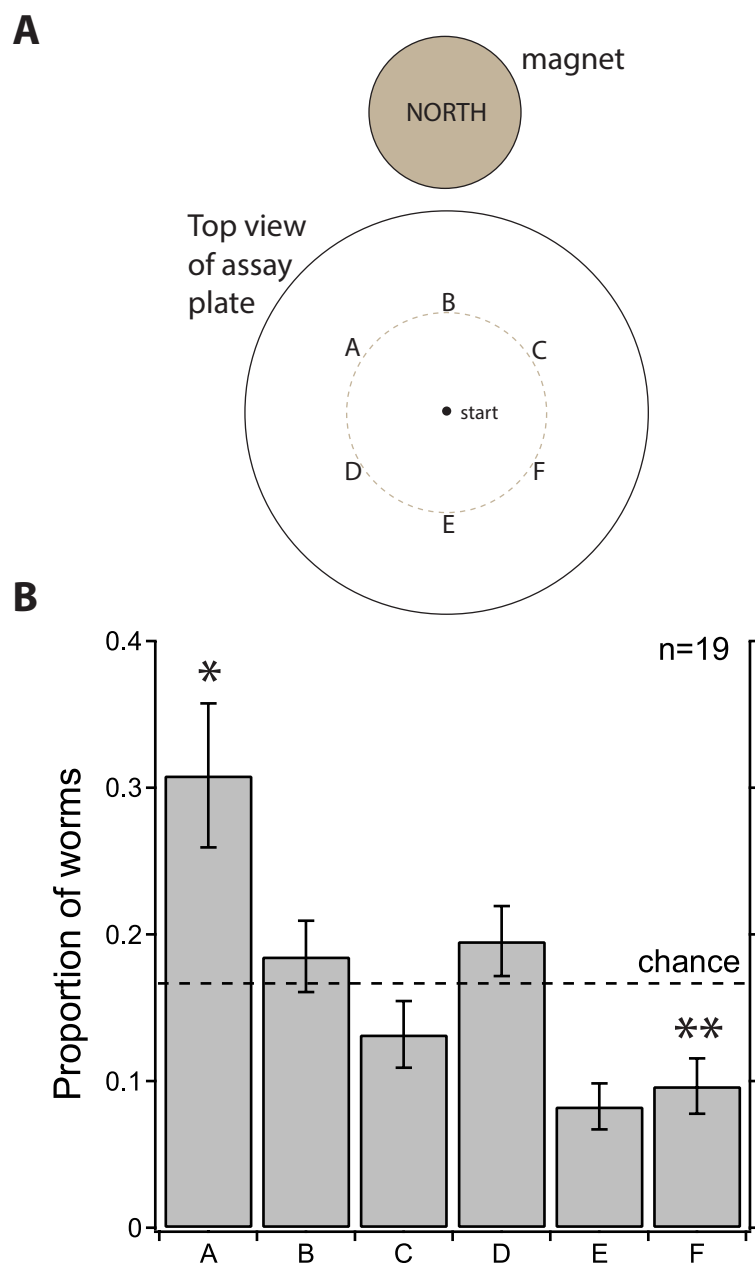 A
magnet
NORTH
Top view
of assay
plate
B
A
C
start
D
F
E
B
0.4
n=19
*
0.3
Proportion of worms
0.2
chance
**
0.1
0
A B C D E F